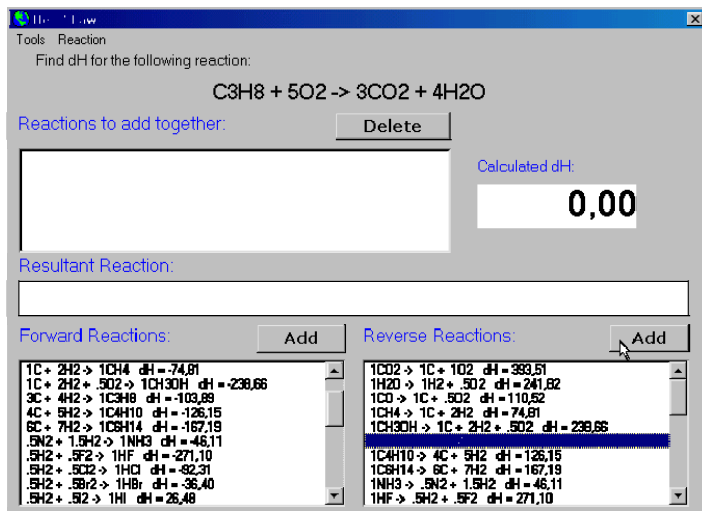 Law
Tools Reaction
Find dH for the following reaction:
C3H8 + 5O2 -> 3CO2 + 4H2O
Reactions to add together:
Delete
Calculated dH:
0,00
Resultant Reaction:
Forward Reactions:
Add
Reverse Reactions:
Add
1C + 2H2 -> 1CH4 dH = -74,81
1C + 2H2 + .5O2 -> 1CH3OH dH = -238,66
3C + 4H2 -> 1C3H8 dH = -103,89
4C + 5H2 -> 1C4H10 dH = -126,15
6C + 7H2 -> 1C6H14 dH = -167,19
.5N2 + 1.5H2 -> 1NH3 dH = -46,11
.5H2 + .5F2 -> 1HF dH = -271,10
.5H2 + .5Cl2 -> 1HCl dH = -92,31
.5H2 + .5Br2 -> 1HBr dH = -36,40
.5H2 + .5I2 -> 1HI dH = 26,48
1CO2 -> 1C + 1O2 dH = 393,51
1H2O -> 1H2 + .5O2 dH = 241,82
1CO -> 1C + .5O2 dH = 110,52
1CH4 -> 1C + 2H2 dH = 74,81
1CH3OH -> 1C + 2H2 + .5O2 dH = 238,66
1C4H10 -> 4C + 5H2 dH = 126,15
1C6H14 -> 6C + 7H2 dH = 167,19
1NH3 -> .5N2 + 1.5H2 dH = 46,11
1HF -> .5H2 + .5F2 dH = 271,10